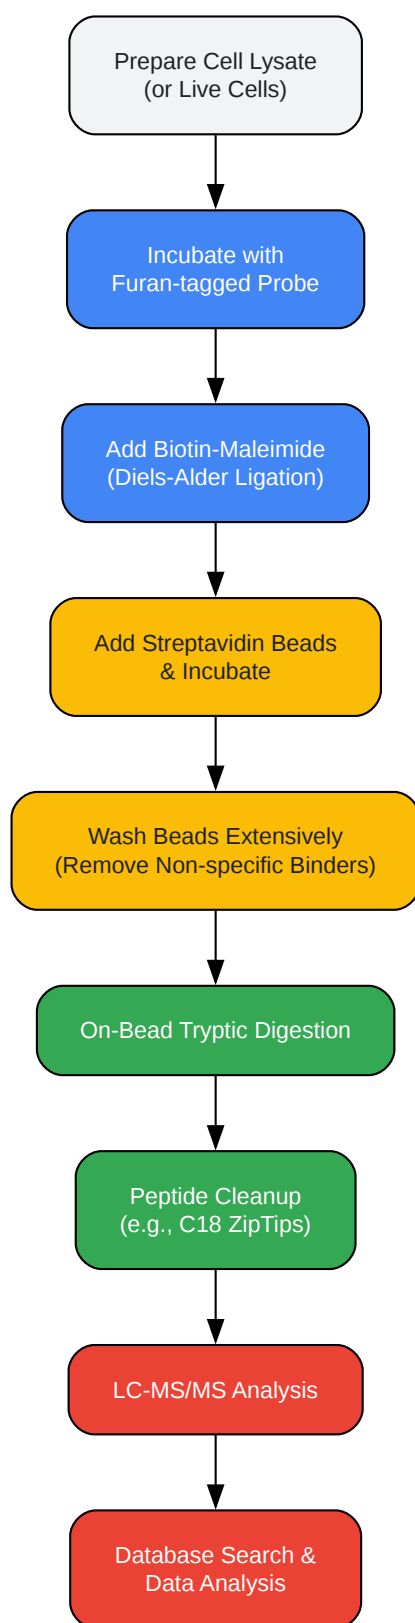 Prepare Cell Lysate
(or Live Cells)
Incubate with
Furan-tagged Probe
Add Biotin-Maleimide
(Diels-Alder Ligation)
Add Streptavidin Beads
& Incubate
Wash Beads Extensively
(Remove Non-specific Binders)
On-Bead Tryptic Digestion
Peptide Cleanup
(e.g., C18 ZipTips)
LC-MS/MS Analysis
Database Search &
Data Analysis